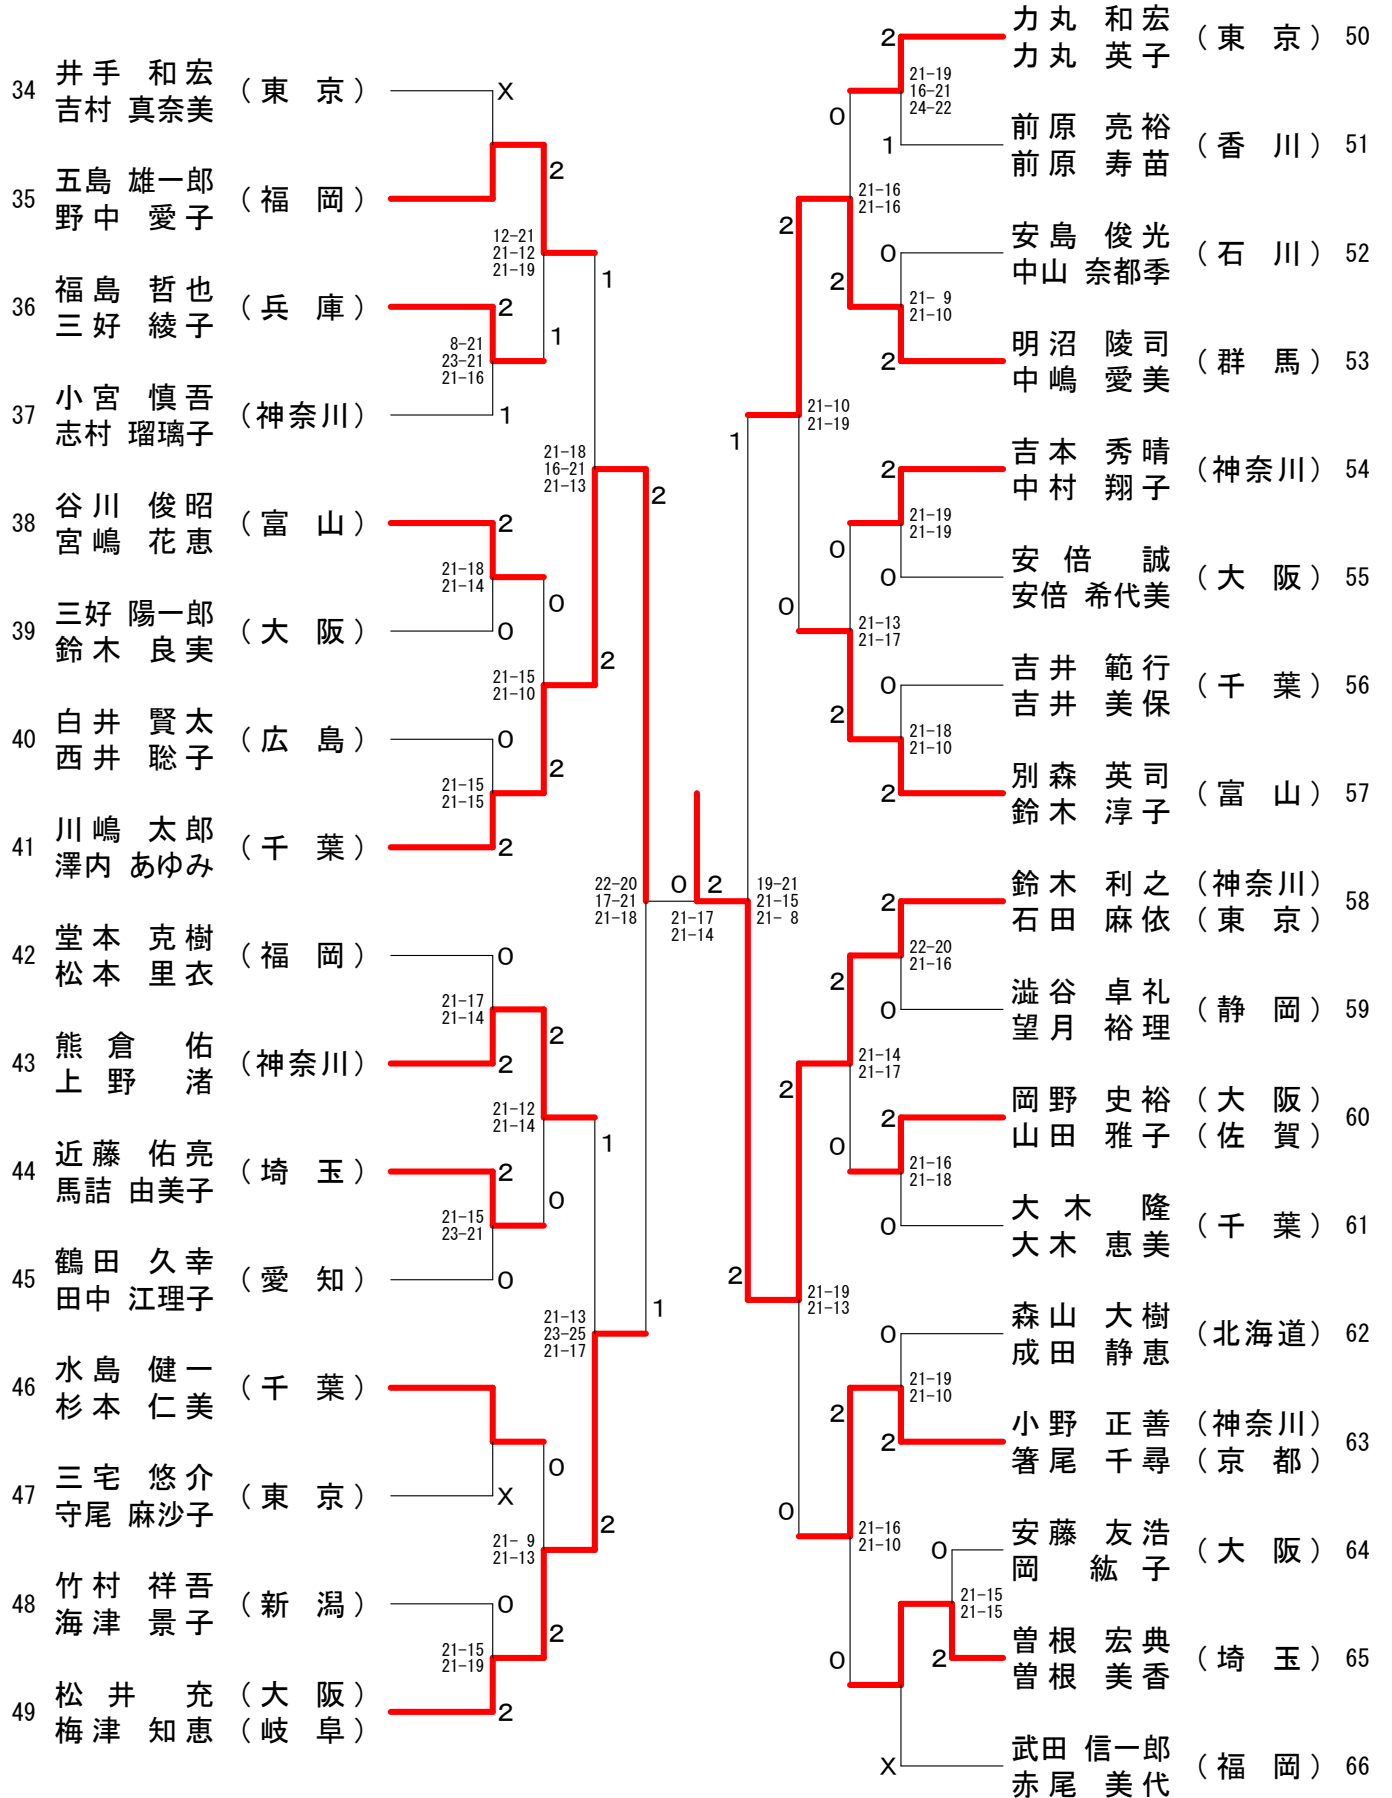 34 井手 和宏 (東 京) X
吉村 真奈美
35 五島 雄一郎 (福 岡) 2
野中 愛子
12-21
21-12
21-19
1
36 福島 哲也 (兵 庫) 2
三好 綾子
1
8-21
23-21
21-16
37 小宮 慎吾 (神奈川) 1
志村 瑠璃子
21-18
16-21
21-13
2
38 谷川 俊昭 (富 山) 2
宮嶋 花恵
21-18
21-14
0
39 三好 陽一郎 (大 阪) 0
鈴木 良実
21-15
21-10
2
40 白井 賢太 (広 島) 0
西井 聡子
2
21-15
21-15
41 川嶋 太郎 (千 葉) 2
澤内 あゆみ
22-20
17-21
21-18
0 2
21-17
21-14
42 堂本 克樹 (福 岡) 0
松本 里衣
21-17
21-14
2
43 熊倉 佑 (神奈川) 2
上野 渚
21-12
21-14
1
44 近藤 佑亮 (埼 玉) 2
馬詰 由美子
0
21-15
23-21
45 鶴田 久幸 (愛 知) 0
田中 江理子
21-13
23-25
21-17
1
46 水島 健一 (千 葉)
杉本 仁美
0
47 三宅 悠介 (東 京) X
守尾 麻沙子
2
21- 9
21-13
48 竹村 祥吾 (新 潟) 0
海津 景子
2
21-15
21-19
49 松井 充 (大 阪) 2
梅津 知恵 (岐 阜)
2 力丸 和宏 (東 京) 50
力丸 英子
21-19
16-21
24-22
0
1 前原 亮裕 (香 川) 51
前原 寿苗
21-16
21-16
2
0 安島 俊光 (石 川) 52
中山 奈都季
2
21- 9
21-10
2 明沼 陵司 (群 馬) 53
中嶋 愛美
21-10
21-19
1
2 吉本 秀晴 (神奈川) 54
中村 翔子
21-19
21-19
0
0 安倍 誠 (大 阪) 55
安倍 希代美
0
21-13
21-17
0 吉井 範行 (千 葉) 56
吉井 美保
2
21-18
21-10
2 別森 英司 (富 山) 57
鈴木 淳子
19-21
21-15
21- 8
2 鈴木 利之 (神奈川) 58
石田 麻依 (東 京)
22-20
21-16
2
0 澁谷 卓礼 (静 岡) 59
望月 裕理
21-14
21-17
2
2 岡野 史裕 (大 阪) 60
山田 雅子 (佐 賀)
0
21-16
21-18
0 大木 隆 (千 葉) 61
大木 恵美
2
21-19
21-13
0 森山 大樹 (北海道) 62
成田 静恵
21-19
21-10
2
2 小野 正善 (神奈川) 63
箸尾 千尋 (京 都)
0
21-16
21-10
0 安藤 友浩 (大 阪) 64
岡 紘子
21-15
21-15
0
2 曽根 宏典 (埼 玉) 65
曽根 美香
X 武田 信一郎 (福 岡) 66
赤尾 美代